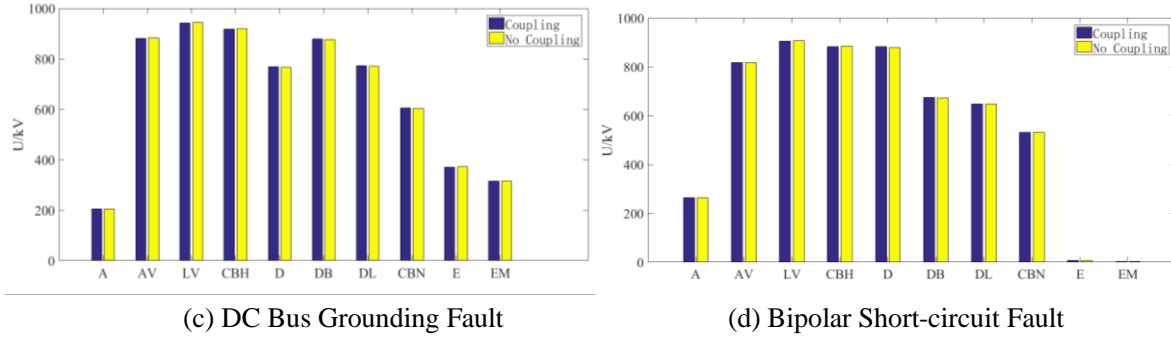 1000
800
600
400
200
0
U/kV
A AV LV CBH D DB DL CBN E EM
Coupling
No Coupling
(c) DC Bus Grounding Fault
1000
800
600
400
200
0
U/kV
A AV LV CBH D DB DL CBN E EM
Coupling
No Coupling
(d) Bipolar Short-circuit Fault